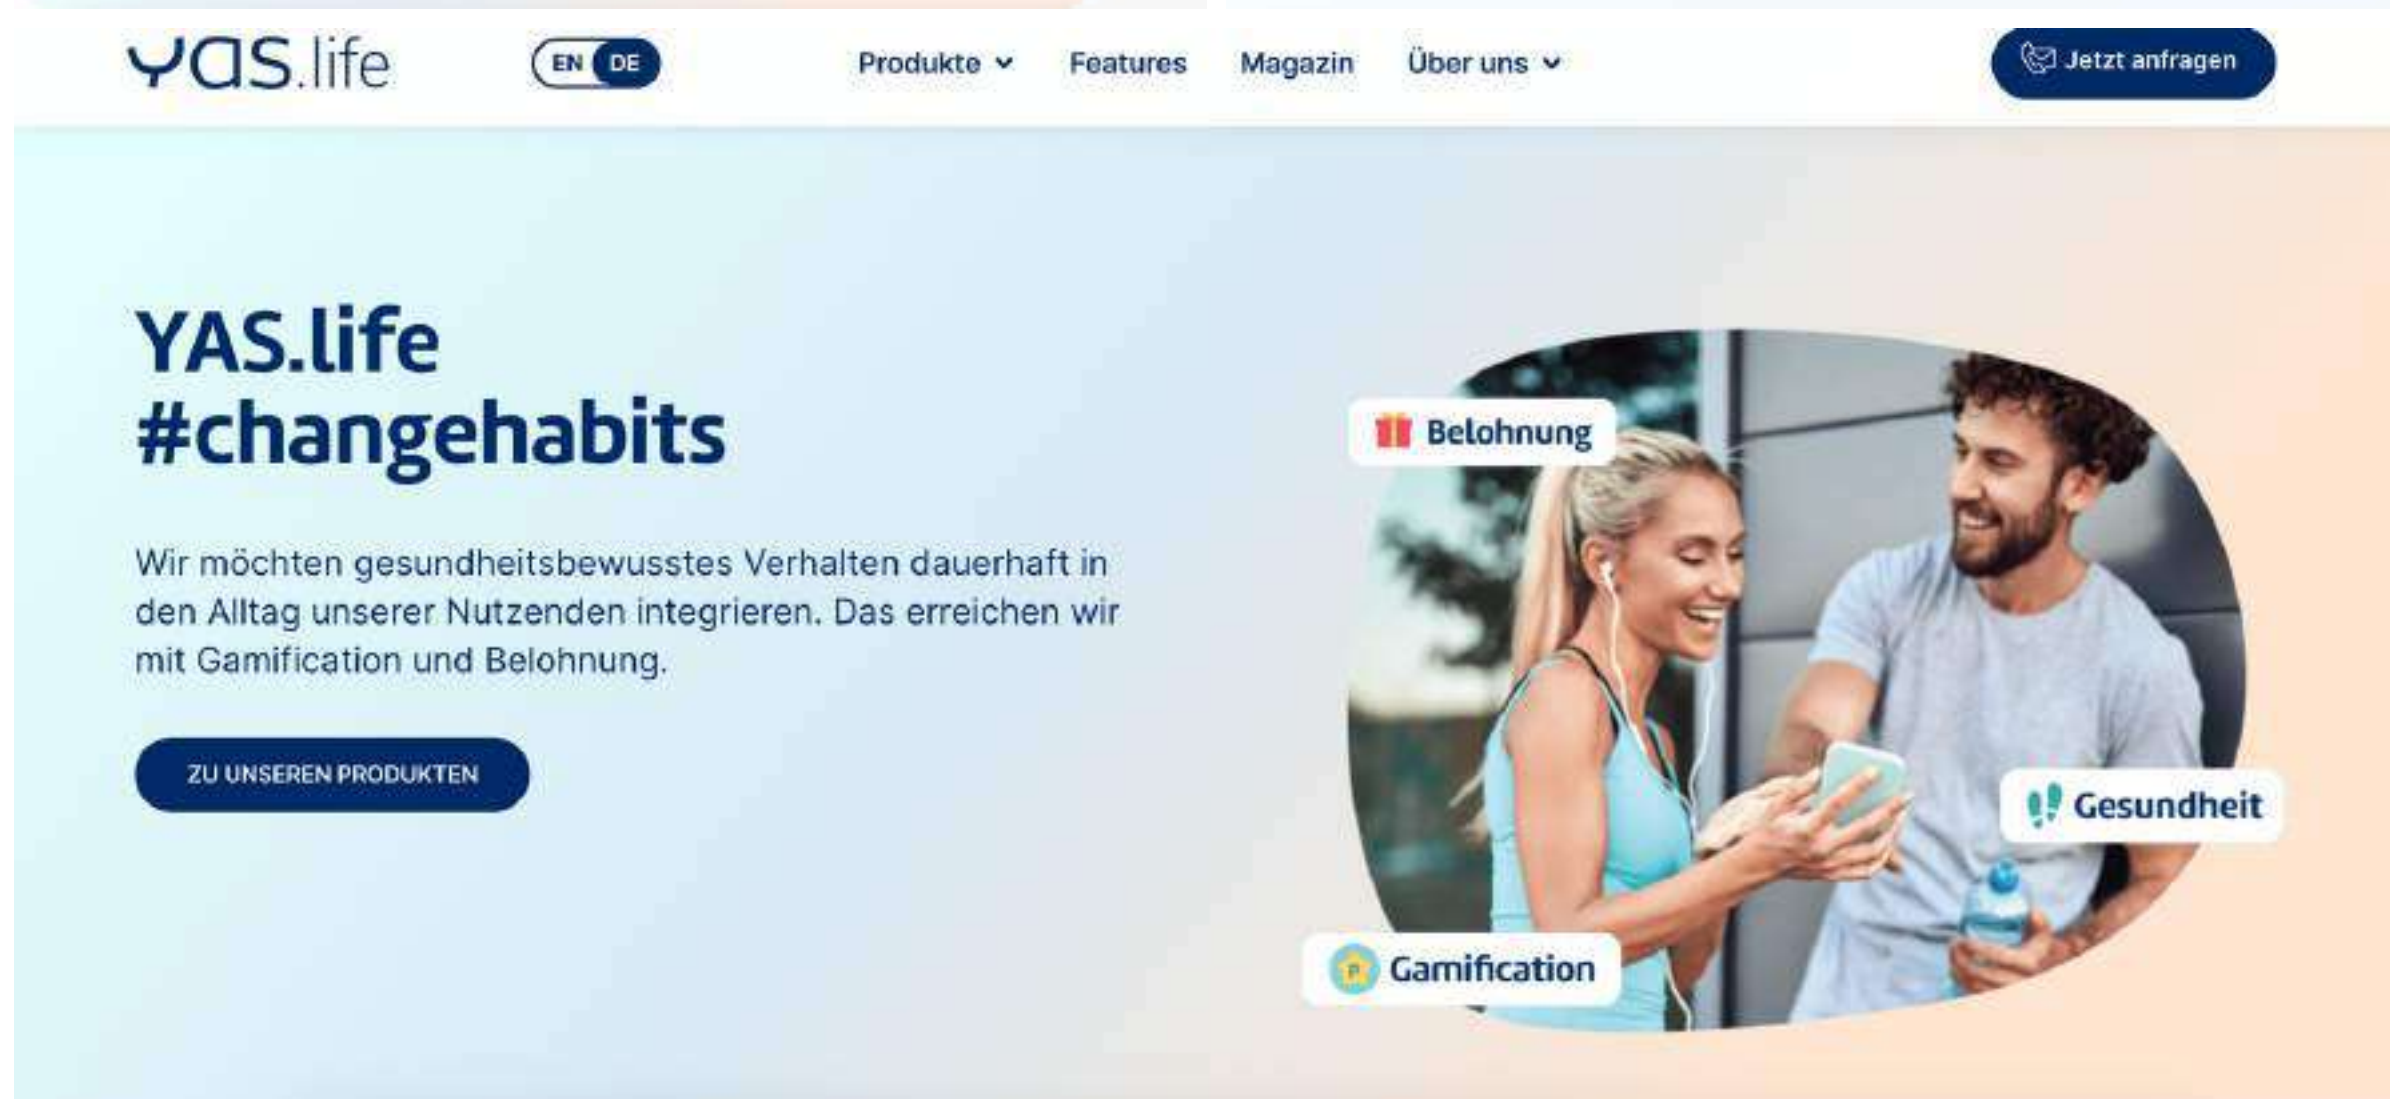 yas.life
EN DE
Produkte Features Magazin Über uns
Jetzt anfragen
YAS.life
#changehabits
Wir möchten gesundheitsbewusstes Verhalten dauerhaft in
den Alltag unserer Nutzenden integrieren. Das erreichen wir
mit Gamification und Belohnung.
ZU UNSEREN PRODUKTEN
Belohnung
Gesundheit
P
Gamification